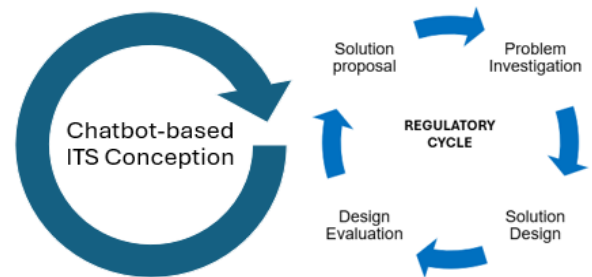 Chatbot-based
ITS Conception
Solution
proposal
Problem
Investigation
REGULATORY
CYCLE
Design
Evaluation
Solution
Design